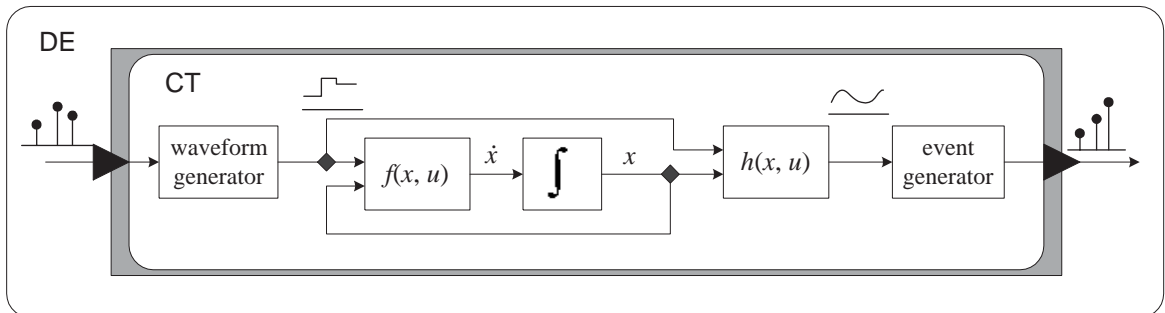 DE
CT
waveform
generator
f(x, u)
ẋ
∫
x
h(x, u)
event
generator